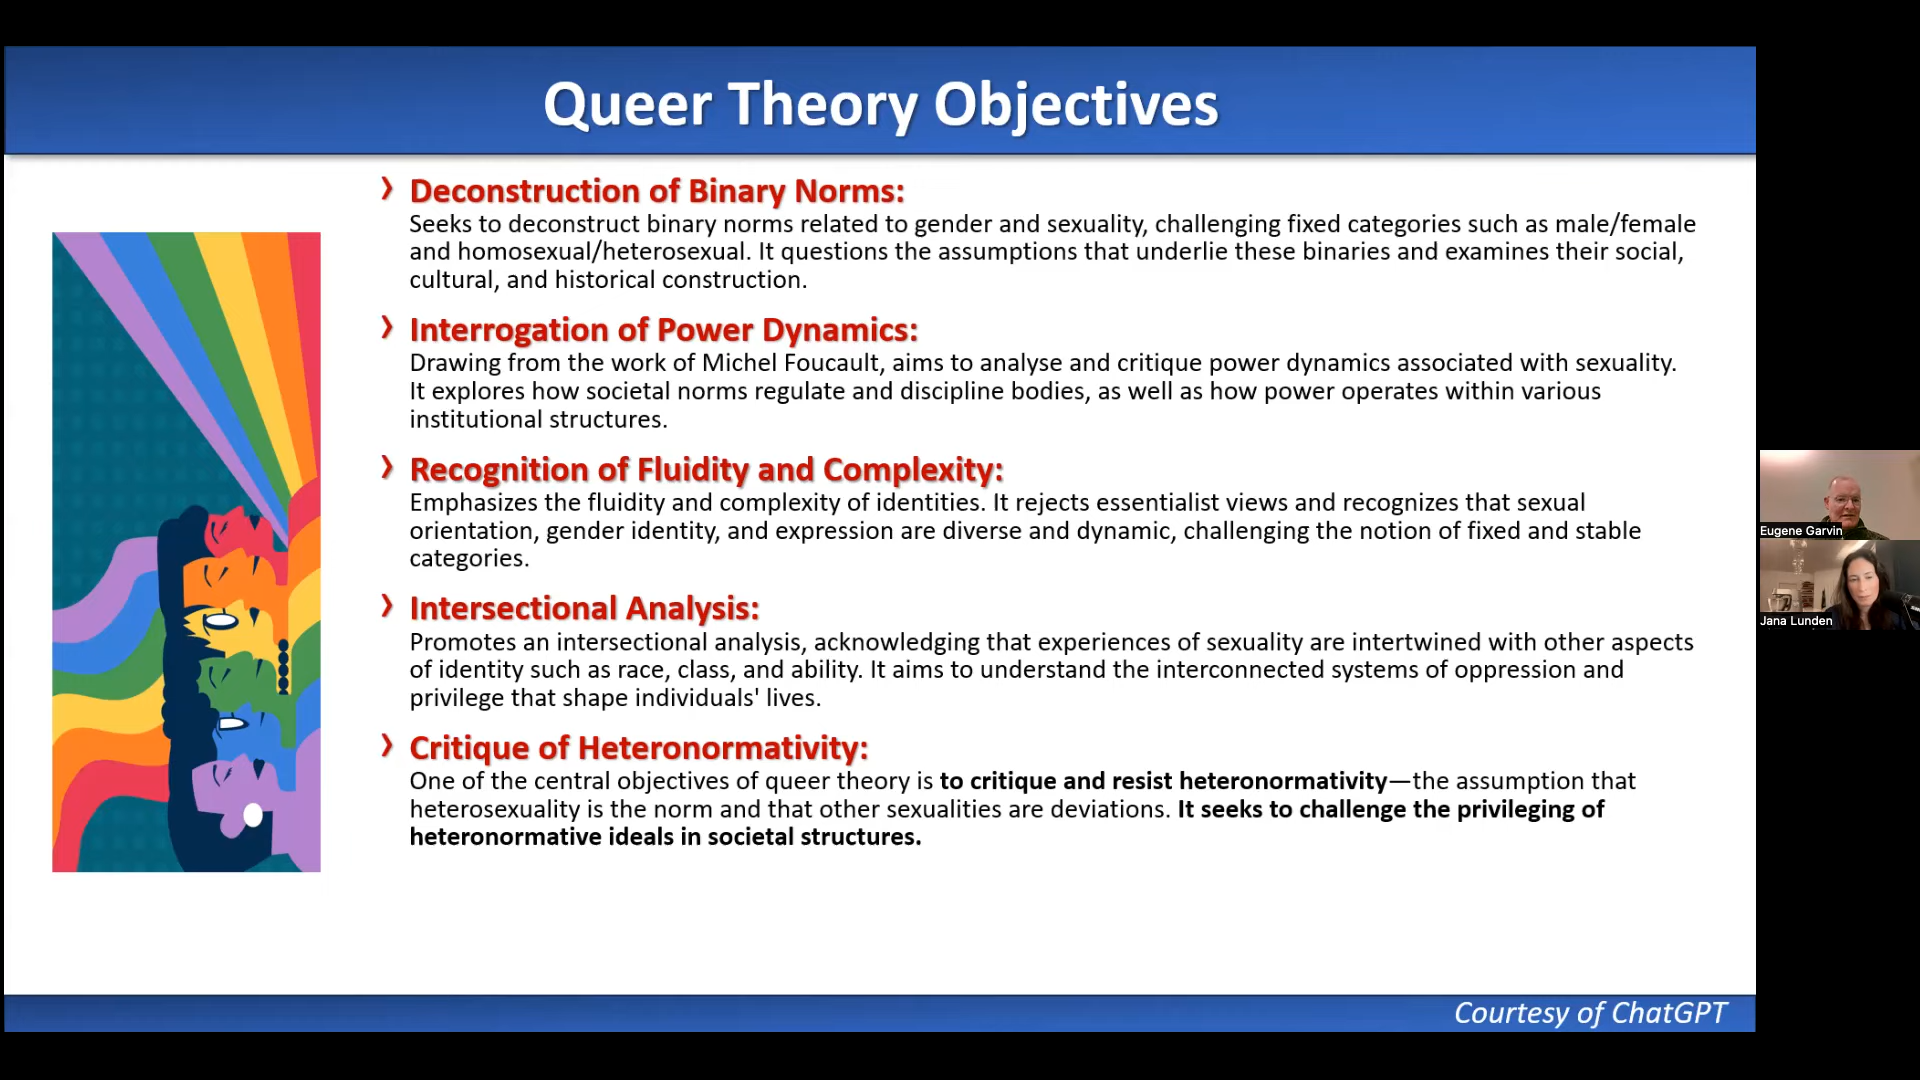 Queer Theory Objectives
❯ Deconstruction of Binary Norms:
Seeks to deconstruct binary norms related to gender and sexuality, challenging fixed categories such as male/female
and homosexual/heterosexual. It questions the assumptions that underlie these binaries and examines their social,
cultural, and historical construction.
❯ Interrogation of Power Dynamics:
Drawing from the work of Michel Foucault, aims to analyse and critique power dynamics associated with sexuality.
It explores how societal norms regulate and discipline bodies, as well as how power operates within various
institutional structures.
❯ Recognition of Fluidity and Complexity:
Emphasizes the fluidity and complexity of identities. It rejects essentialist views and recognizes that sexual
orientation, gender identity, and expression are diverse and dynamic, challenging the notion of fixed and stable
categories.
❯ Intersectional Analysis:
Promotes an intersectional analysis, acknowledging that experiences of sexuality are intertwined with other aspects
of identity such as race, class, and ability. It aims to understand the interconnected systems of oppression and
privilege that shape individuals' lives.
❯ Critique of Heteronormativity:
One of the central objectives of queer theory is to critique and resist heteronormativity—the assumption that
heterosexuality is the norm and that other sexualities are deviations. It seeks to challenge the privileging of
heteronormative ideals in societal structures.
Courtesy of ChatGPT
Eugene Garvin
Jana Lunden